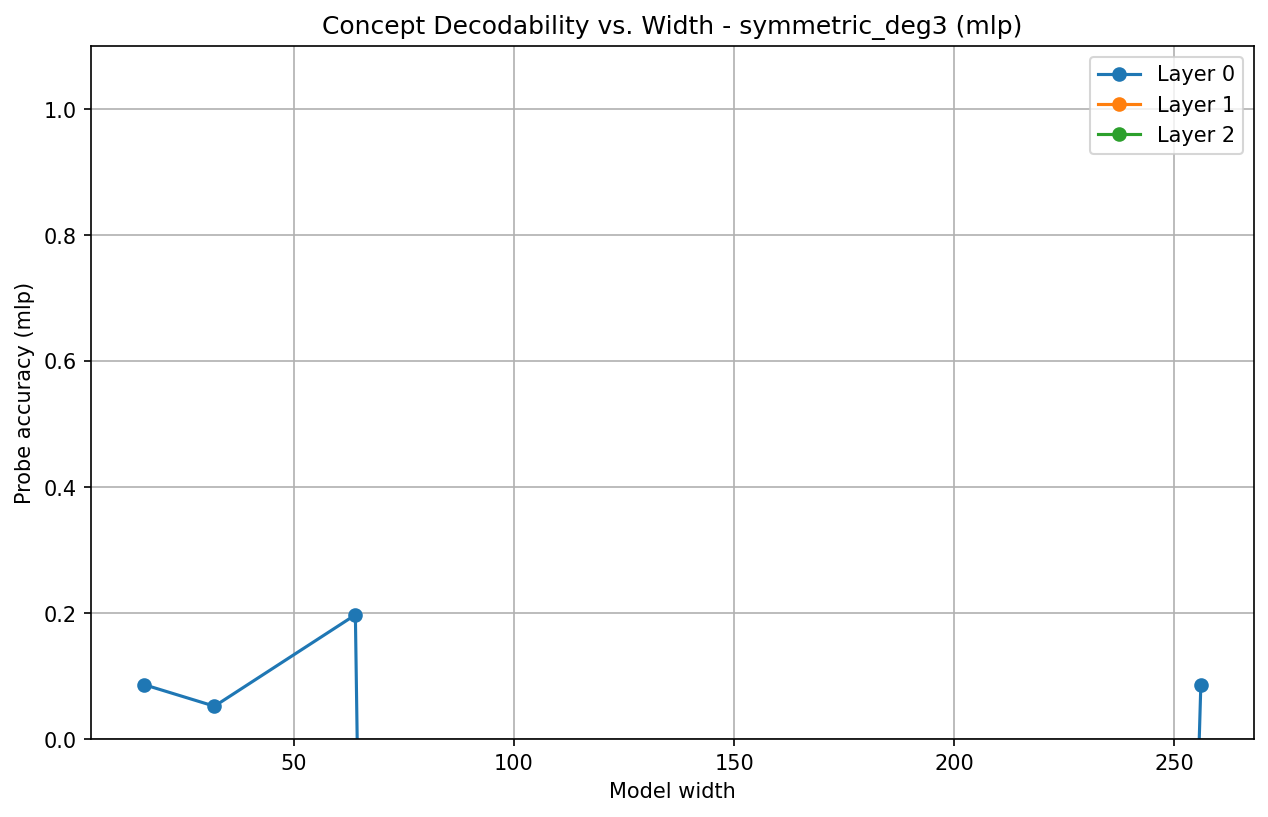 Concept Decodability vs. Width - symmetric_deg3 (mlp)
Layer 0
Layer 1
Layer 2
Probe accuracy (mlp)
1.0
0.8
0.6
0.4
0.2
0.0
50 100 150 200 250
Model width